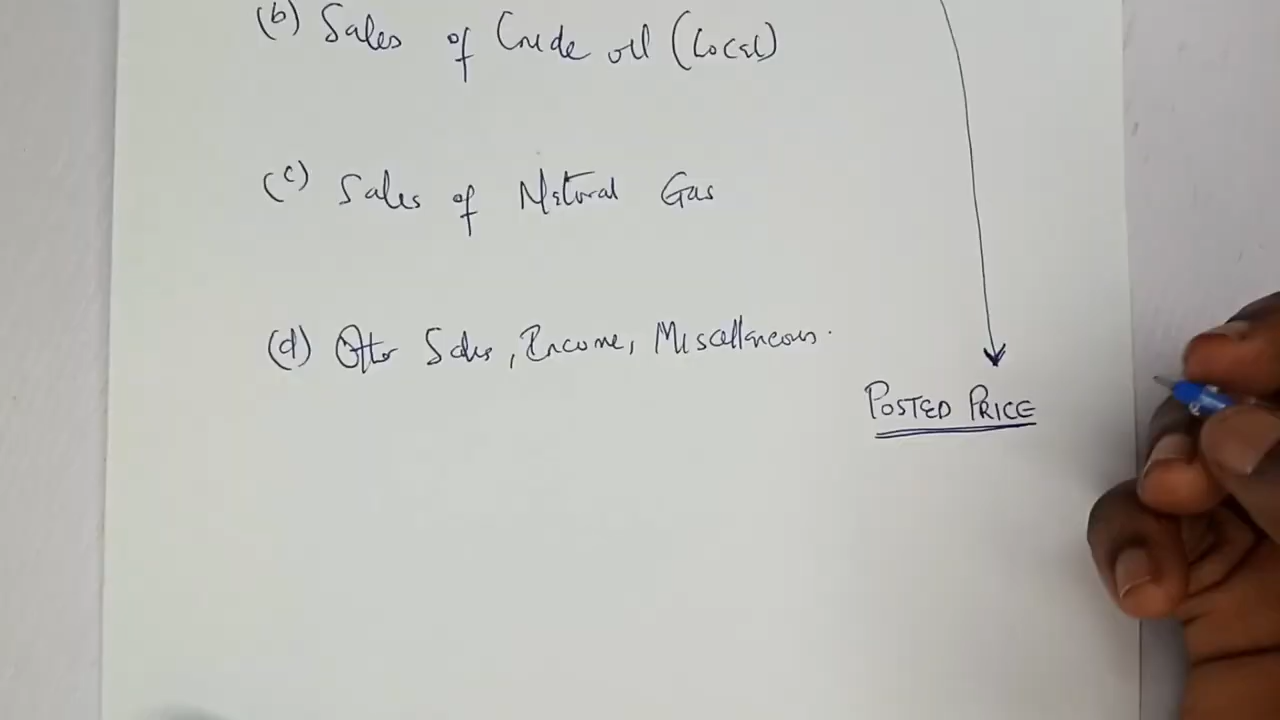 (b) Sales of Crude oil (Local)
(c) Sales of Natural Gas
(d) Other Sales, Income, Miscellaneous.
POSTED PRICE